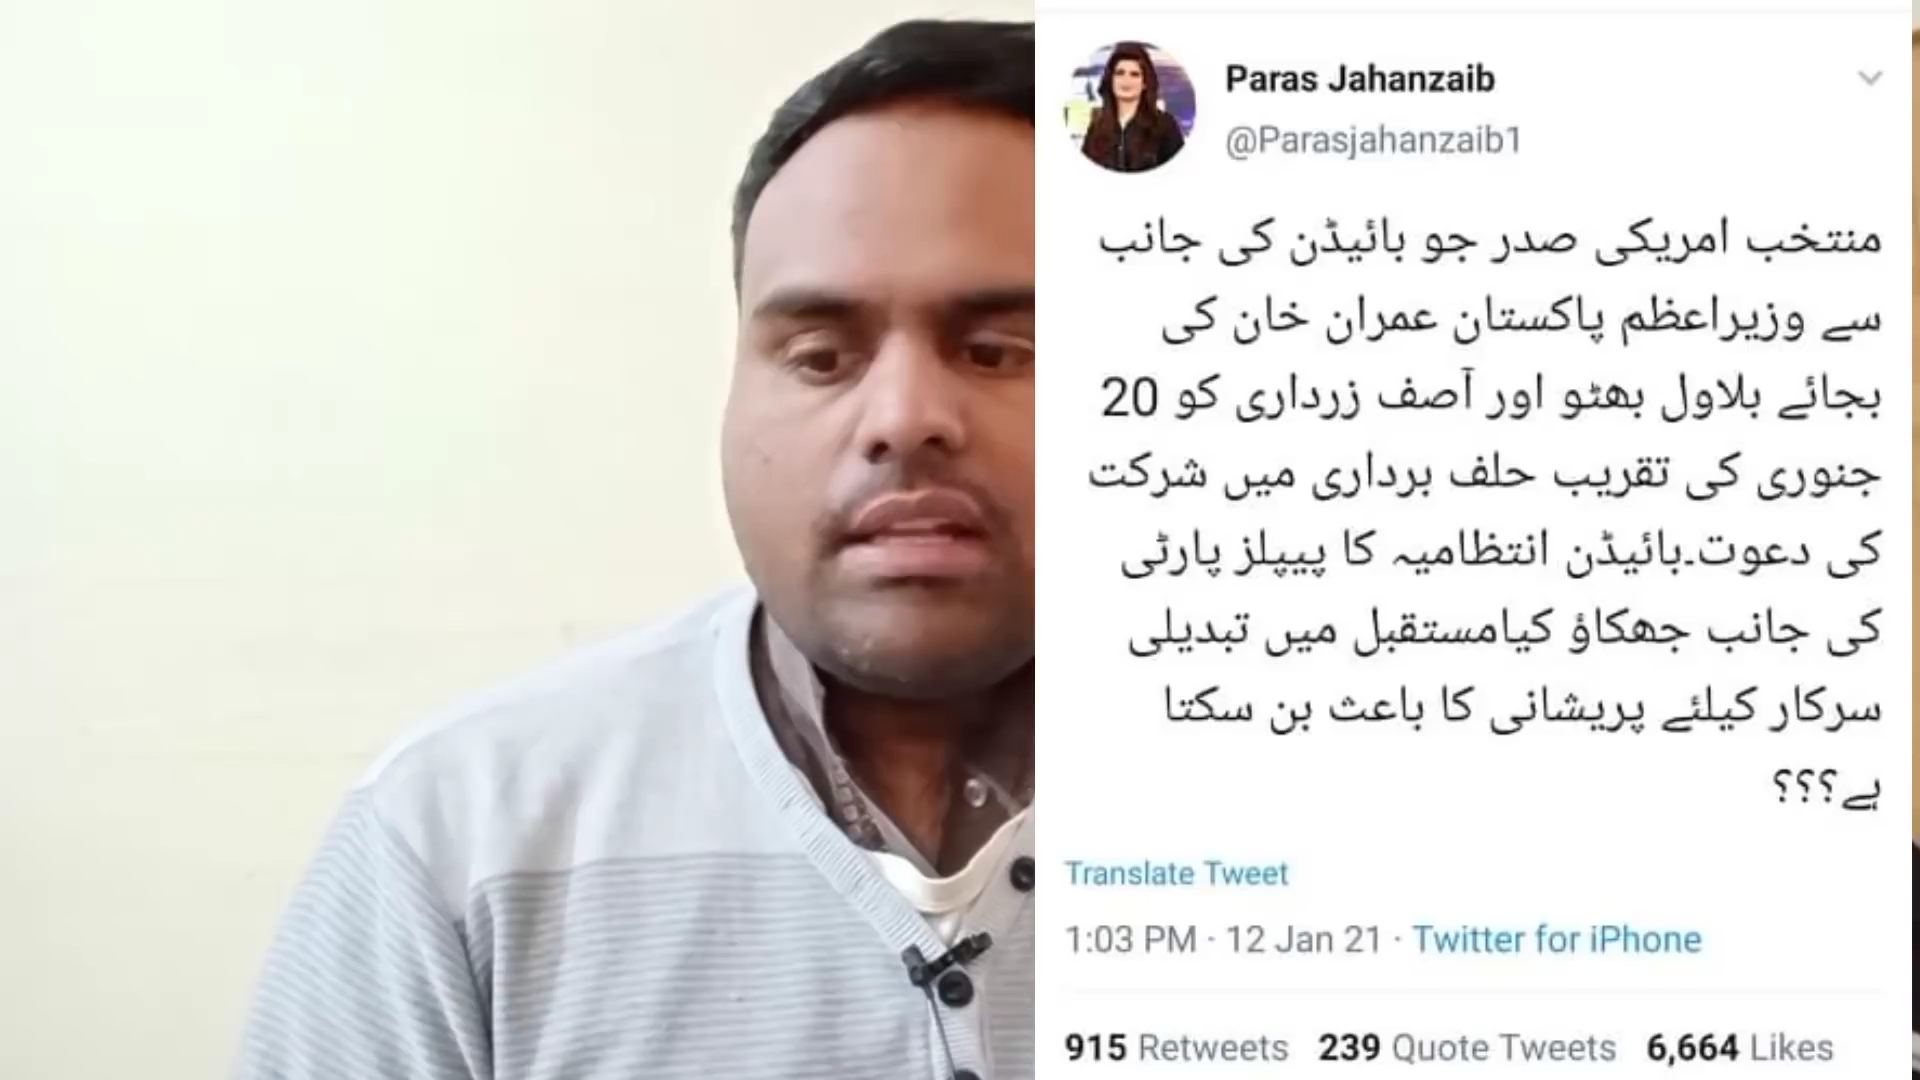 Paras Jahanzaib
@Parasjahanzaib1
منتخب امریکی صدر جو بائیڈن کی جانب
سے وزیراعظم پاکستان عمران خان کی
بجائے بلاول بھٹو اور آصف زرداری کو 20
جنوری کی تقریب حلف برداری میں شرکت
کی دعوت۔بائیڈن انتظامیہ کا پیپلز پارٹی
کی جانب جھکاؤ کیامستقبل میں تبدیلی
سرکار کیلئے پریشانی کا باعث بن سکتا
ہے؟؟؟
Translate Tweet
1:03 PM · 12 Jan 21 · Twitter for iPhone
915 Retweets 239 Quote Tweets 6,664 Likes